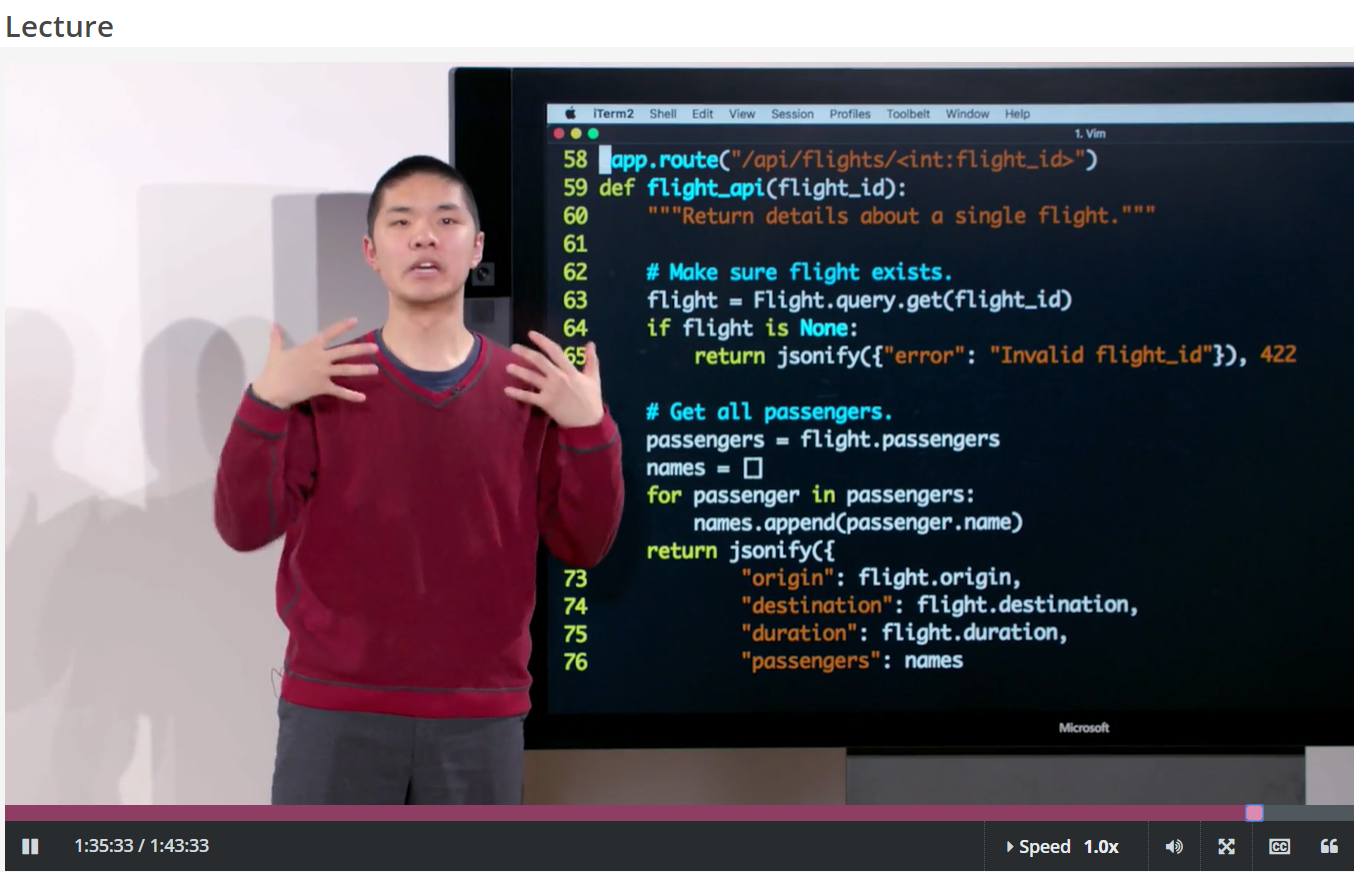 Lecture
iTerm2 Shell Edit View Session Profiles Toolbelt Window Help
1. Vim
58 app.route("/api/flights/<int:flight_id>")
59 def flight_api(flight_id):
60 """Return details about a single flight."""
61
62 # Make sure flight exists.
63 flight = Flight.query.get(flight_id)
64 if flight is None:
65 return jsonify({"error": "Invalid flight_id"}), 422
# Get all passengers.
passengers = flight.passengers
names = []
for passenger in passengers:
names.append(passenger.name)
return jsonify({
73 "origin": flight.origin,
74 "destination": flight.destination,
75 "duration": flight.duration,
76 "passengers": names
Microsoft
1:35:33 / 1:43:33
Speed 1.0x
CC